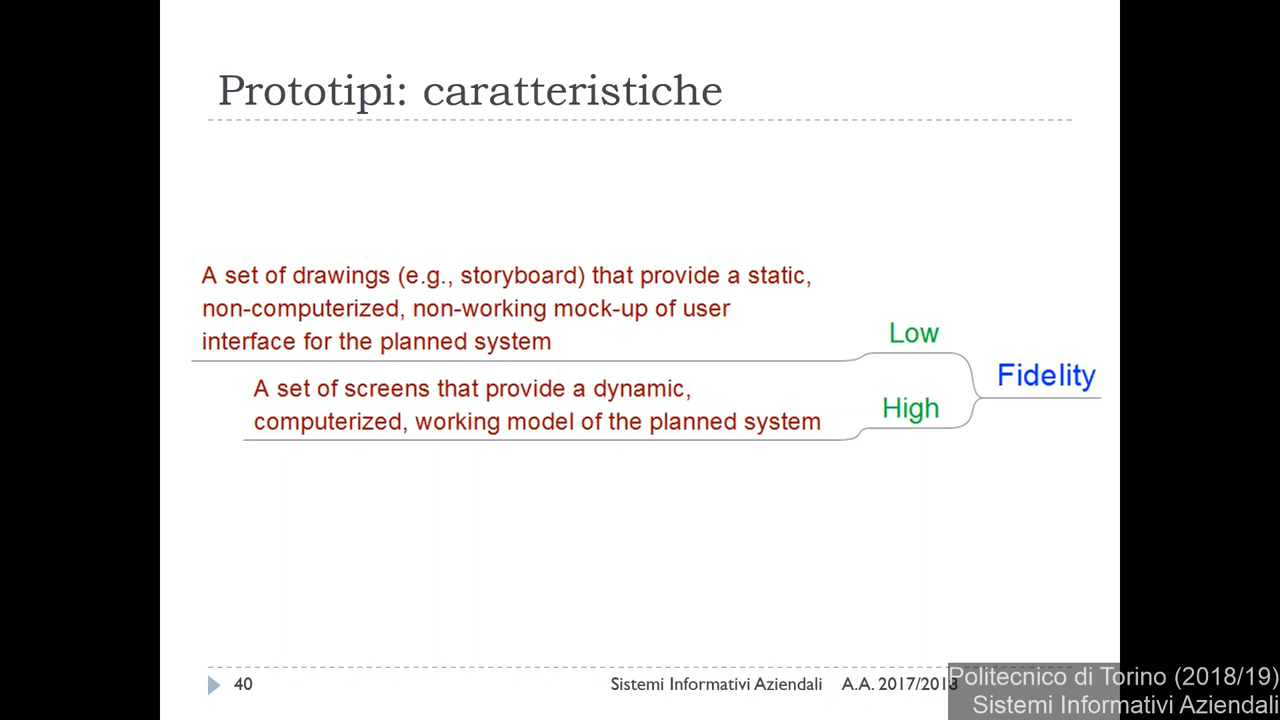 Prototipi: caratteristiche
A set of drawings (e.g., storyboard) that provide a static,
non-computerized, non-working mock-up of user
interface for the planned system
Low
A set of screens that provide a dynamic,
computerized, working model of the planned system
High
Fidelity
40
Sistemi Informativi Aziendali
A.A. 2017/2018
Politecnico di Torino (2018/19)
Sistemi Informativi Aziendali